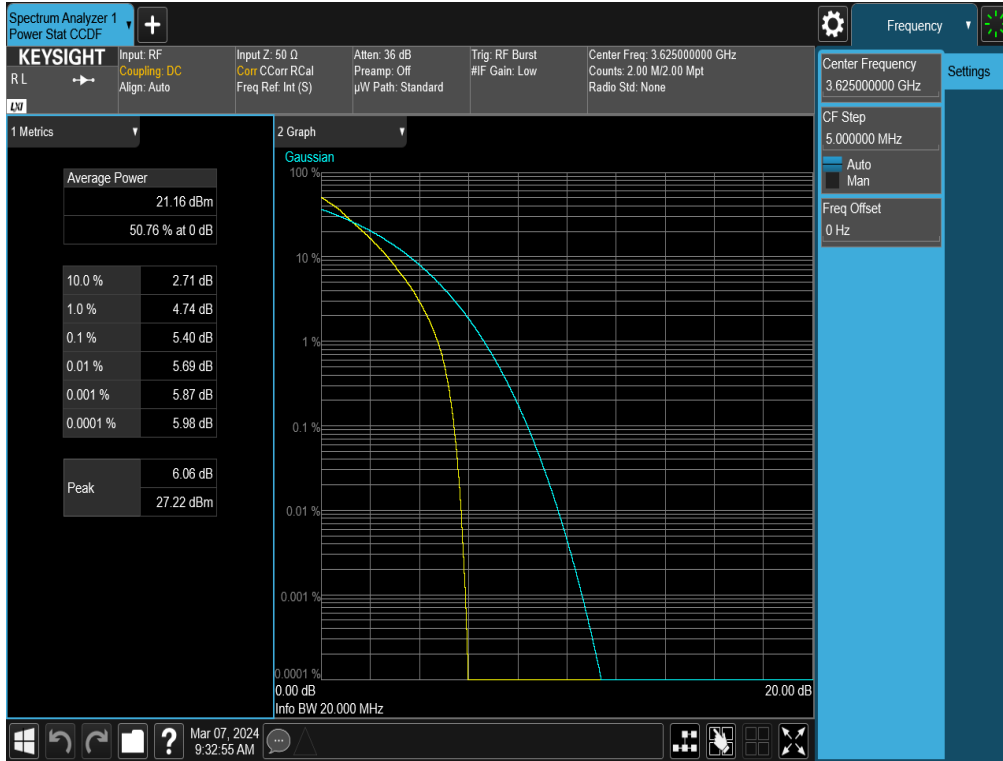 Spectrum Analyzer 1
Power Stat CCDF
+
Frequency
KEYSIGHT
R L
LXI
Input: RF
Coupling: DC
Align: Auto
Input Z: 50 Ω
Corr CCorr RCal
Freq Ref: Int (S)
Atten: 36 dB
Preamp: Off
µW Path: Standard
Trig: RF Burst
#IF Gain: Low
Center Freq: 3.625000000 GHz
Counts: 2.00 M/2.00 Mpt
Radio Std: None
Center Frequency
3.625000000 GHz
Settings
CF Step
5.000000 MHz
Auto
Man
Freq Offset
0 Hz
1 Metrics
Average Power
21.16 dBm
50.76 % at 0 dB
10.0 % 2.71 dB
1.0 % 4.74 dB
0.1 % 5.40 dB
0.01 % 5.69 dB
0.001 % 5.87 dB
0.0001 % 5.98 dB
Peak
6.06 dB
27.22 dBm
2 Graph
Gaussian
100 %
10 %
1 %
0.1 %
0.01 %
0.001 %
0.0001 %
0.00 dB 20.00 dB
Info BW 20.000 MHz
?
Mar 07, 2024
9:32:55 AM